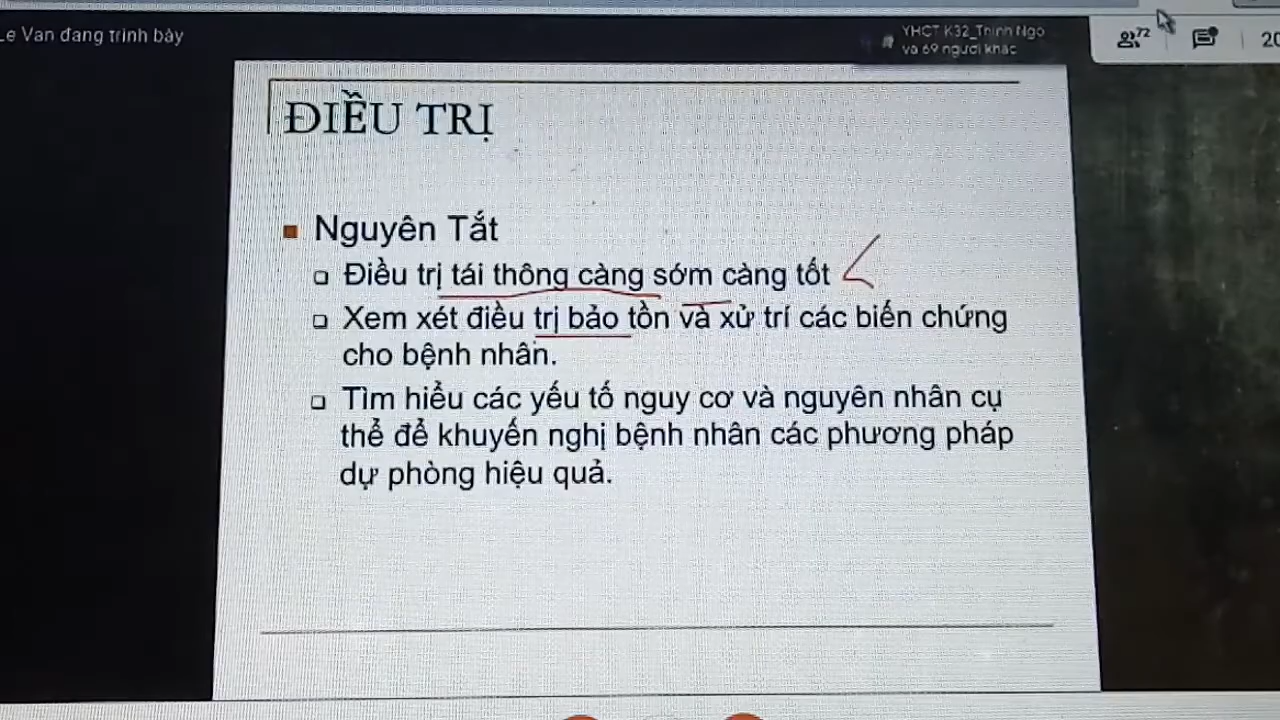 Le Van đang trình bày
YHCT K32_Thinh Ngo
và 69 người khác
72
20
ĐIỀU TRỊ
Nguyên Tắt
Điều trị tái thông càng sớm càng tốt
Xem xét điều trị bảo tồn và xử trí các biến chứng
cho bệnh nhân.
Tìm hiểu các yếu tố nguy cơ và nguyên nhân cụ
thể để khuyến nghị bệnh nhân các phương pháp
dự phòng hiệu quả.